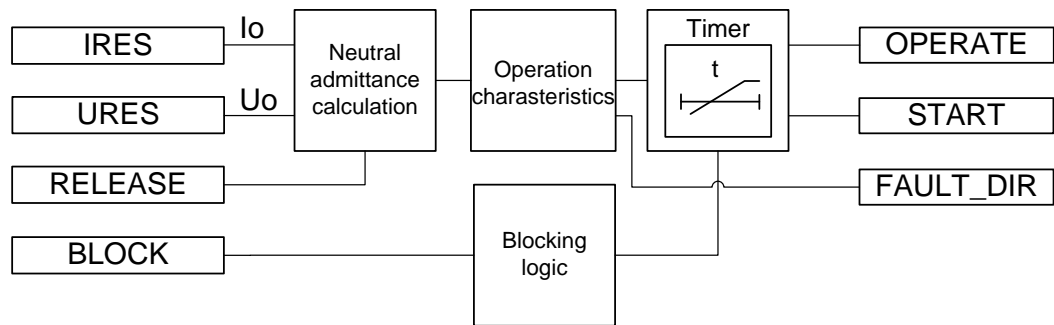 IRES
Io
Neutral
admittance
calculation
Operation
charasteristics
Timer
t
OPERATE
URES
Uo
START
RELEASE
FAULT_DIR
BLOCK
Blocking
logic